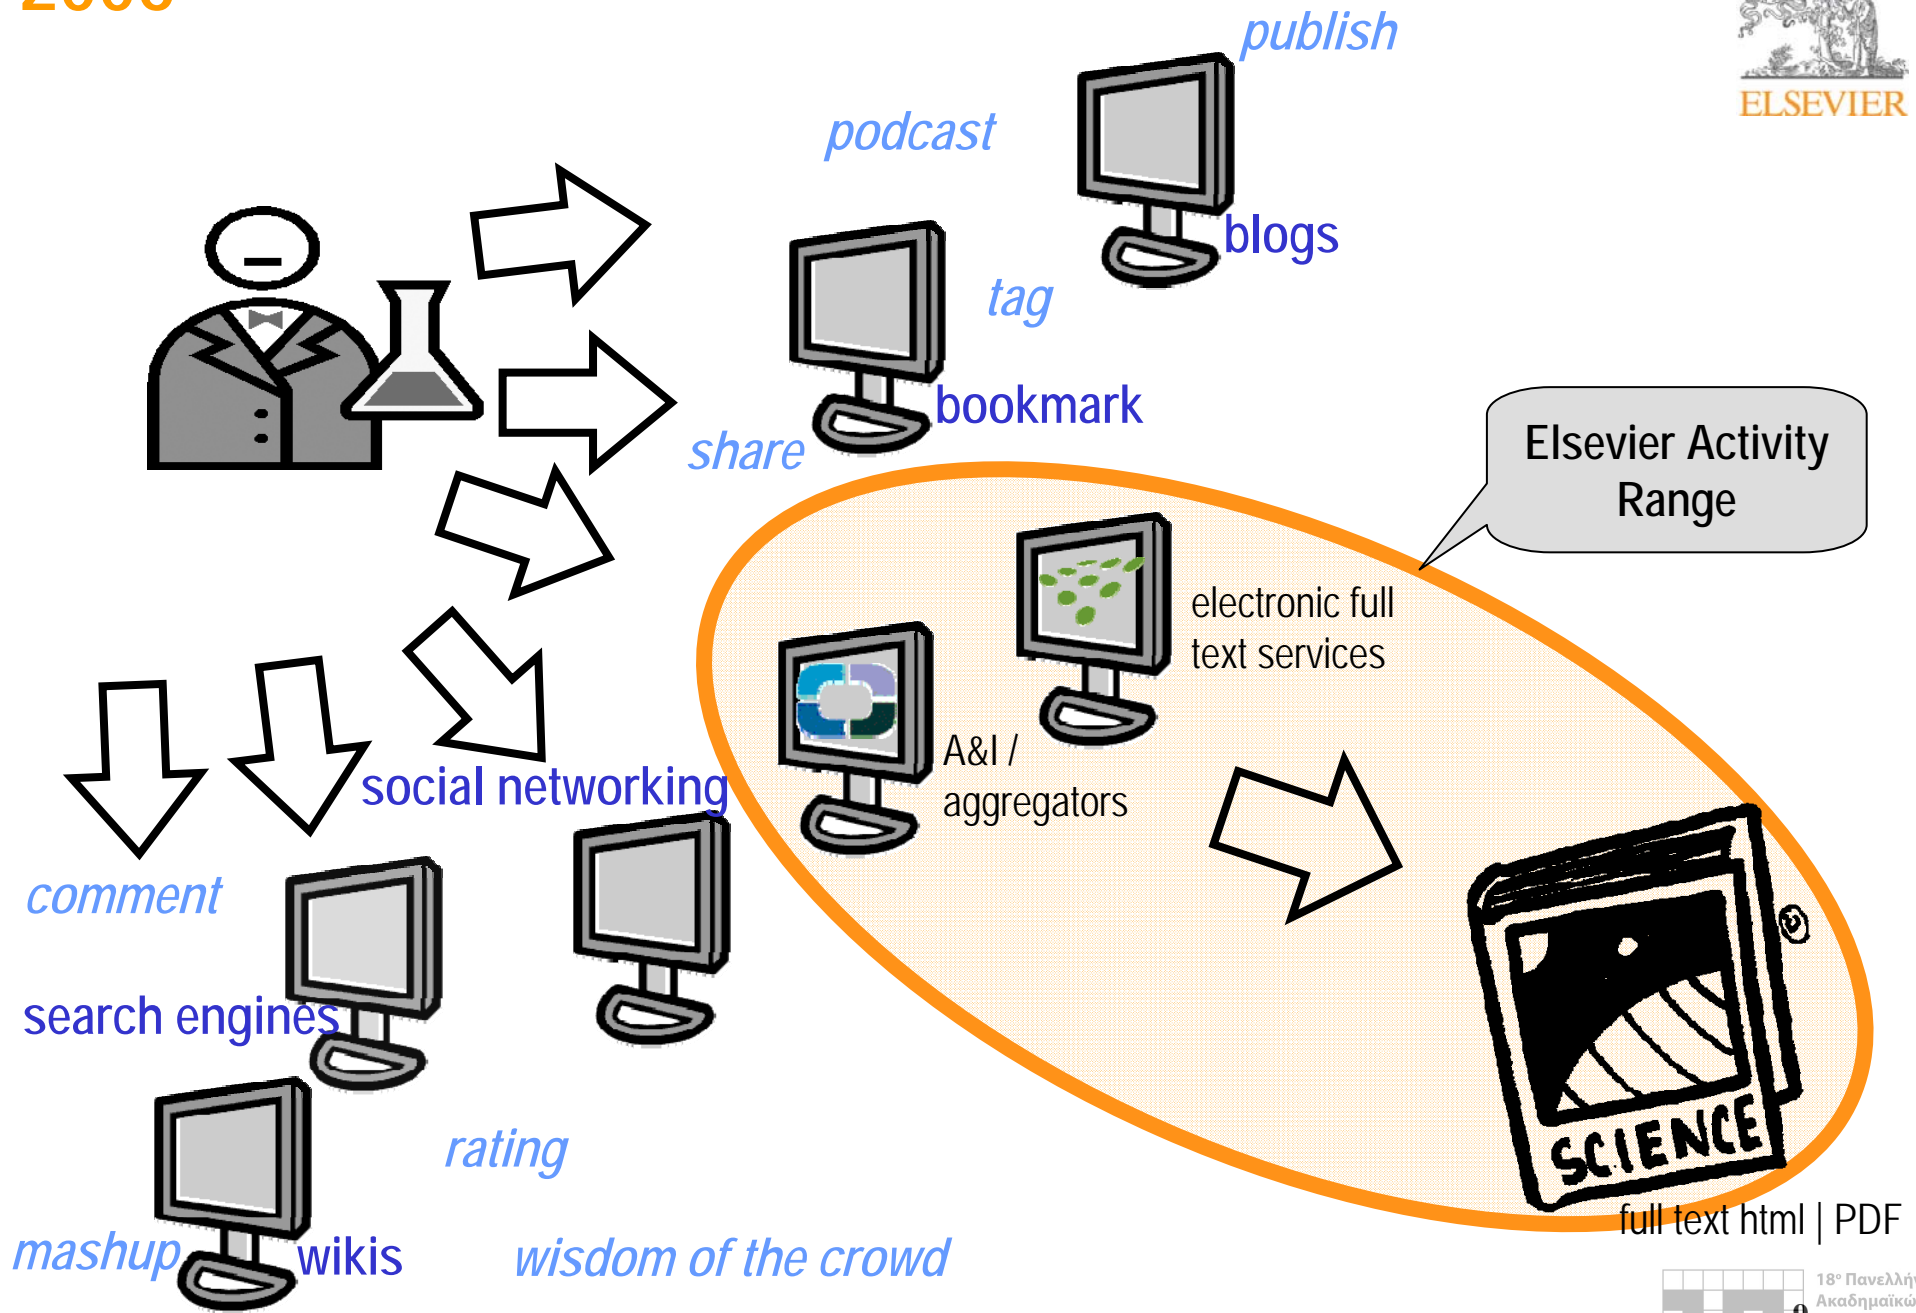 publish
ELSEVIER
podcast
blogs
tag
bookmark
share
Elsevier Activity
Range
electronic full
text services
A&I /
aggregators
social networking
comment
search engines
SCIENCE
rating
full text html | PDF
mashup
wikis
wisdom of the crowd
18º